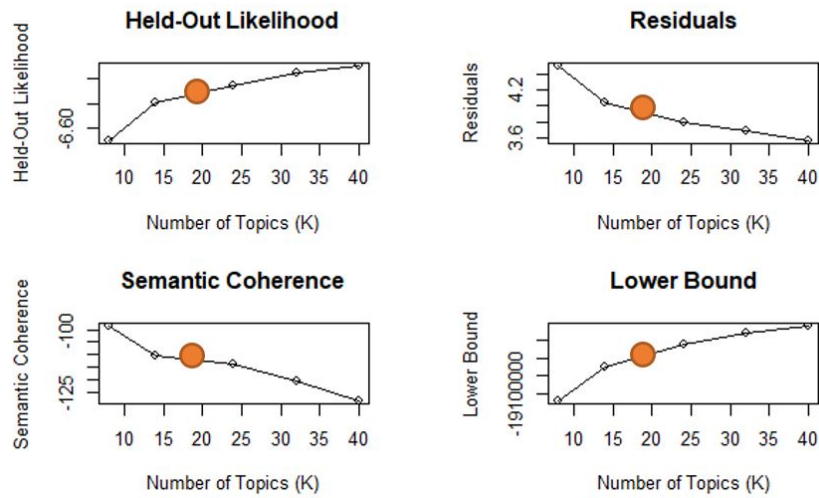 Held-Out Likelihood
Held-Out Likelihood
-6.60
10 15 20 25 30 35 40
Number of Topics (K)
Residuals
Residuals
4.2
3.6
10 15 20 25 30 35 40
Number of Topics (K)
Semantic Coherence
Semantic Coherence
-100
-125
10 15 20 25 30 35 40
Number of Topics (K)
Lower Bound
Lower Bound
-19100000
10 15 20 25 30 35 40
Number of Topics (K)